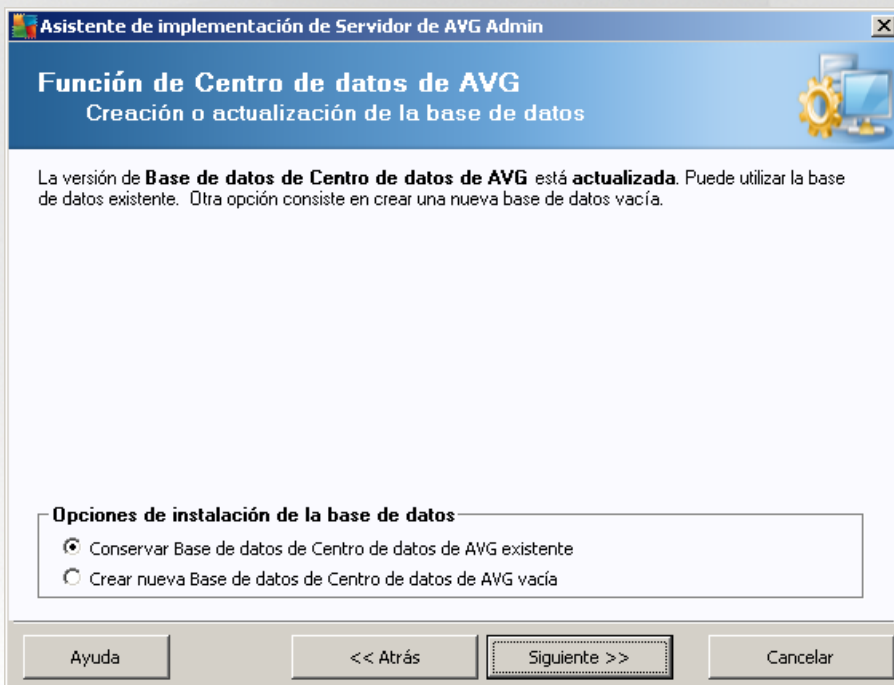 Asistente de implementación de Servidor de AVG Admin
Función de Centro de datos de AVG
Creación o actualización de la base de datos
La versión de Base de datos de Centro de datos de AVG está actualizada. Puede utilizar la base
de datos existente. Otra opción consiste en crear una nueva base de datos vacía.
Opciones de instalación de la base de datos
Conservar Base de datos de Centro de datos de AVG existente
Crear nueva Base de datos de Centro de datos de AVG vacía
Ayuda
<< Atrás
Siguiente >>
Cancelar